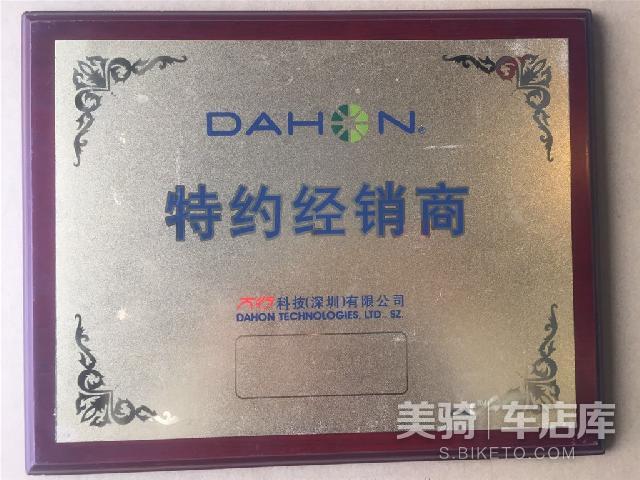 DAHON®
特约经销商
大行科技(深圳)有限公司
DAHON TECHNOLOGIES, LTD., SZ.
美骑|车店库
S.BIKETO.COM